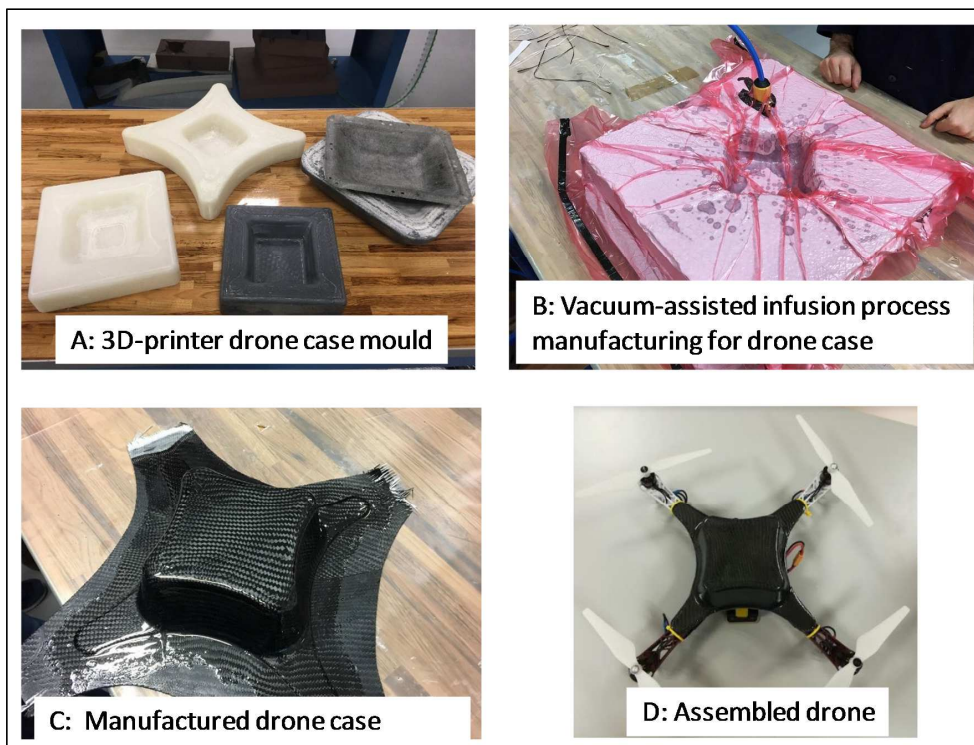 A: 3D-printer drone case mould
B: Vacuum-assisted infusion process
manufacturing for drone case
C:  Manufactured drone case
D: Assembled drone